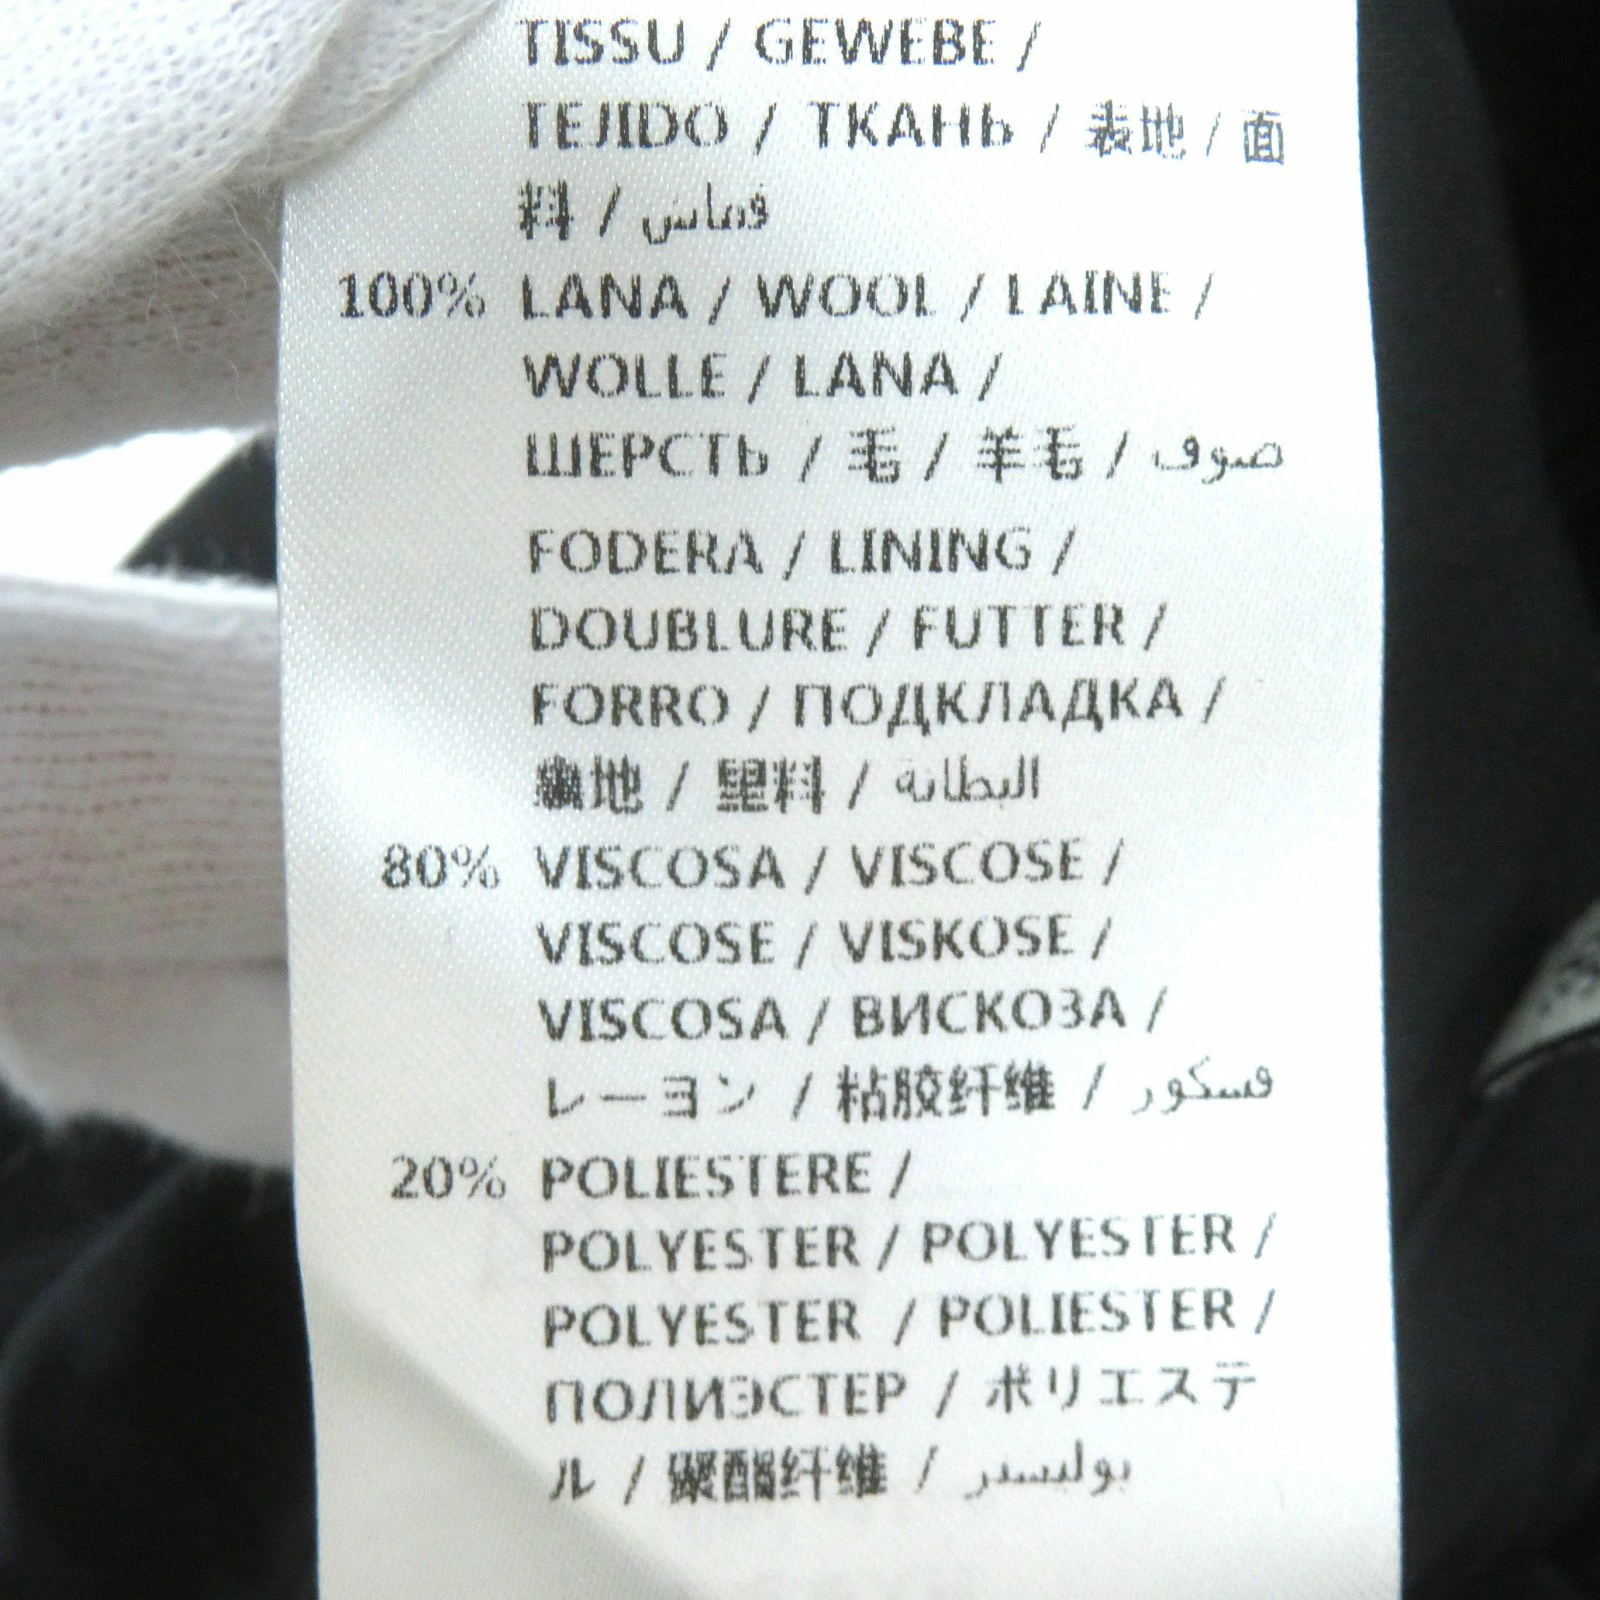 TISSU / GEWEBE /
TEJIDO / ТКАНЬ / 表地 / 面
料 / قماش
100% LANA / WOOL / LAINE /
WOLLE / LANA /
ШЕРСТЬ / 毛 / 羊毛 / صوف
FODERA / LINING /
DOUBLURE / FUTTER /
FORRO / ПОДКЛАДКА /
裏地 / 里料 / البطانة
80% VISCOSA / VISCOSE /
VISCOSE / VISKOSE /
VISCOSA / ВИСКОЗА /
レーヨン / 粘胶纤维 / فسكور
20% POLIESTERE /
POLYESTER / POLYESTER /
POLYESTER / POLIESTER /
ПОЛИЭСТЕР / ポリエステ
ル / 聚酯纤维 / بوليستر